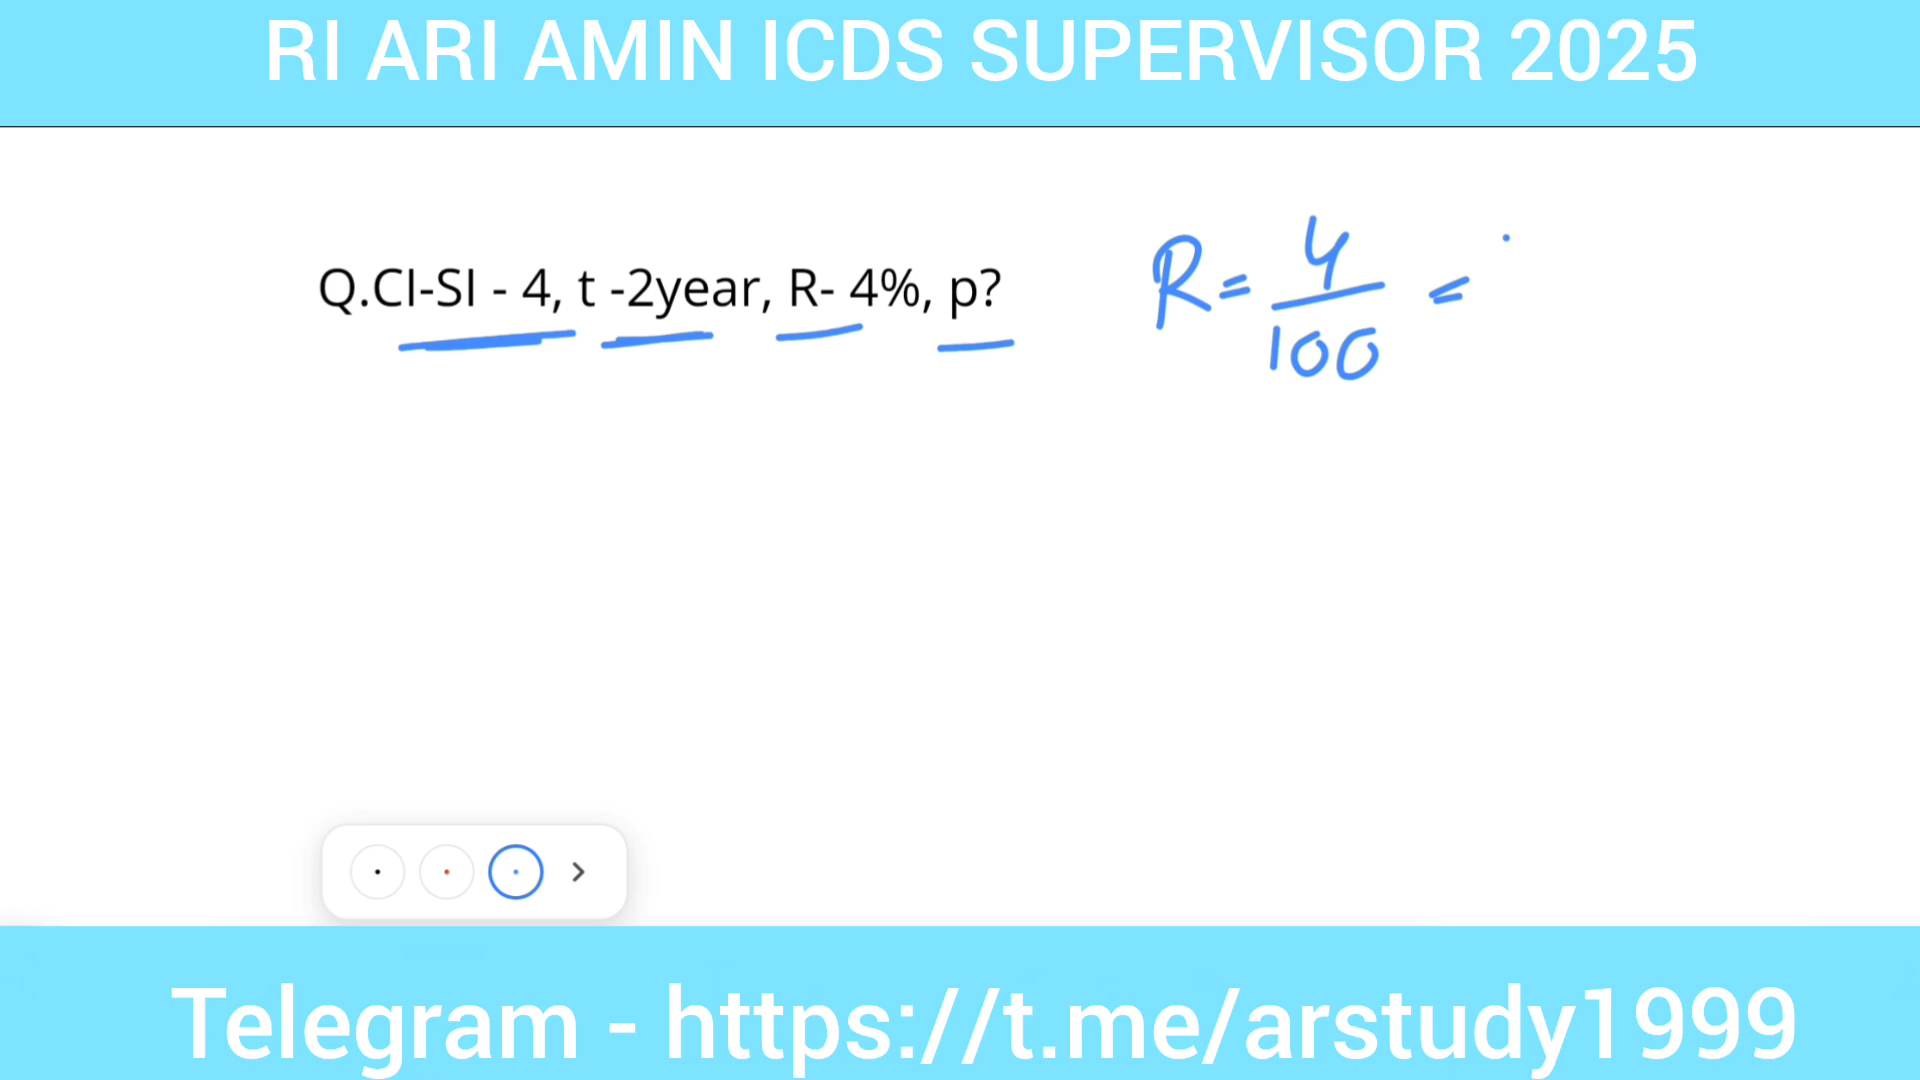 RI ARI AMIN ICDS SUPERVISOR 2025
Q.CI-SI - 4, t -2year, R- 4%, p?
R = 4/100 =
Telegram - https://t.me/arstudy1999